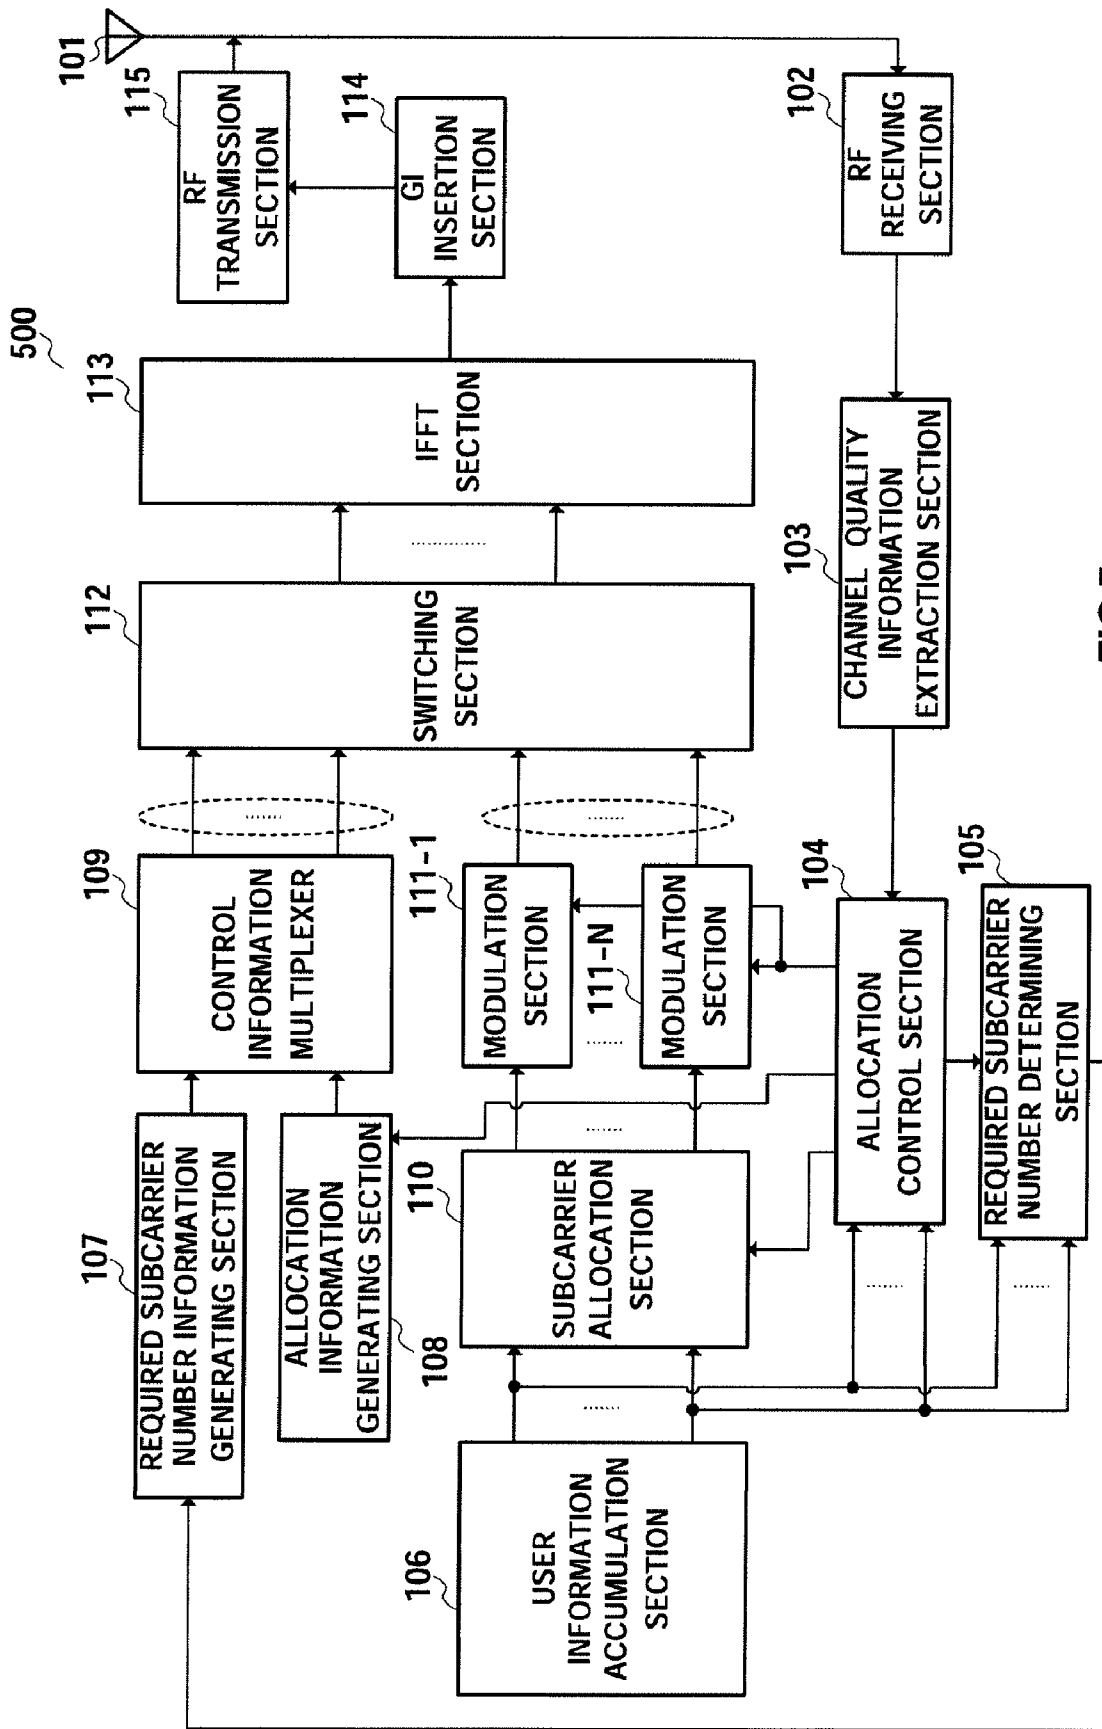 500
101
115
RF
TRANSMISSION
SECTION
114
GI
INSERTION
SECTION
113
IFFT
SECTION
112
SWITCHING
SECTION
109
CONTROL
INFORMATION
MULTIPLEXER
107
REQUIRED SUBCARRIER
NUMBER INFORMATION
GENERATING SECTION
ALLOCATION
INFORMATION
GENERATING SECTION
108
111-1
MODULATION
SECTION
111-N
MODULATION
SECTION
110
SUBCARRIER
ALLOCATION
SECTION
106
USER
INFORMATION
ACCUMULATION
SECTION
102
RF
RECEIVING
SECTION
103
CHANNEL QUALITY
INFORMATION
EXTRACTION SECTION
104
ALLOCATION
CONTROL SECTION
105
REQUIRED SUBCARRIER
NUMBER DETERMINING
SECTION